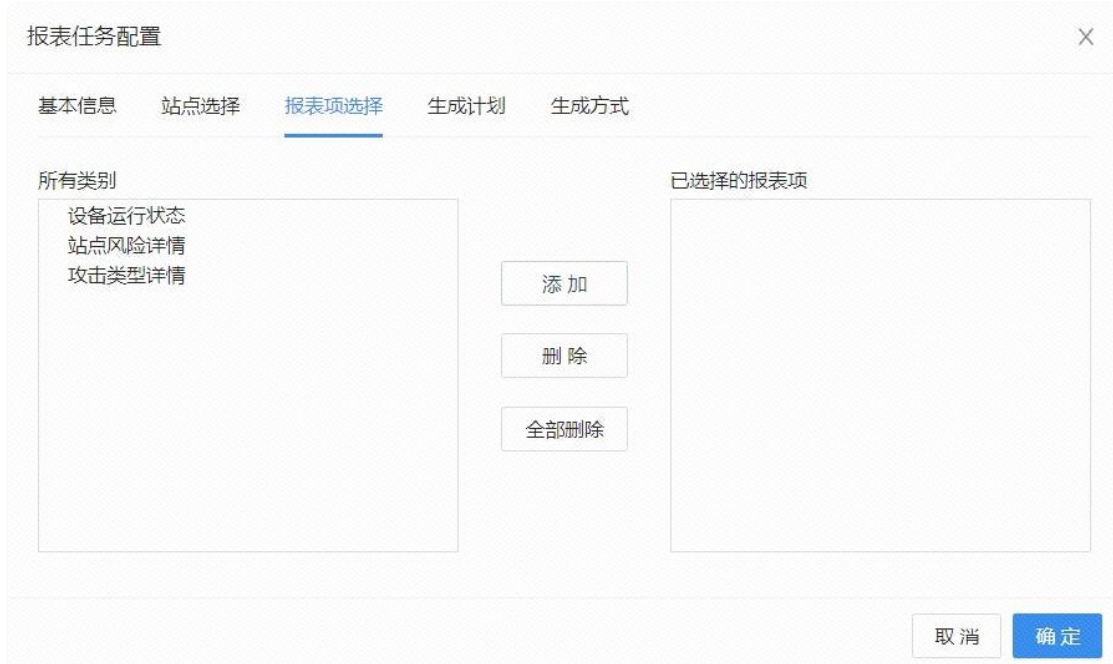 报表任务配置
基本信息 站点选择 报表项选择 生成计划 生成方式
所有类别
设备运行状态
站点风险详情
攻击类型详情
添加
删除
全部删除
已选择的报表项
取消 确定